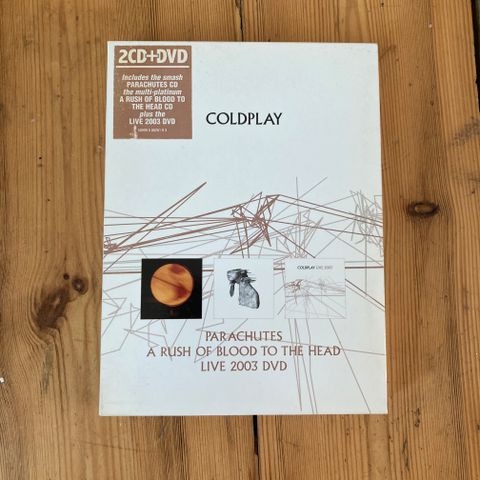 2CD+DVD
Includes the smash
PARACHUTES CD
the multi-platinum
A RUSH OF BLOOD TO
THE HEAD CD
plus the
LIVE 2003 DVD
COLDPLAY
COLDPLAY LIVE 2003
PARACHUTES
A RUSH OF BLOOD TO THE HEAD
LIVE 2003 DVD